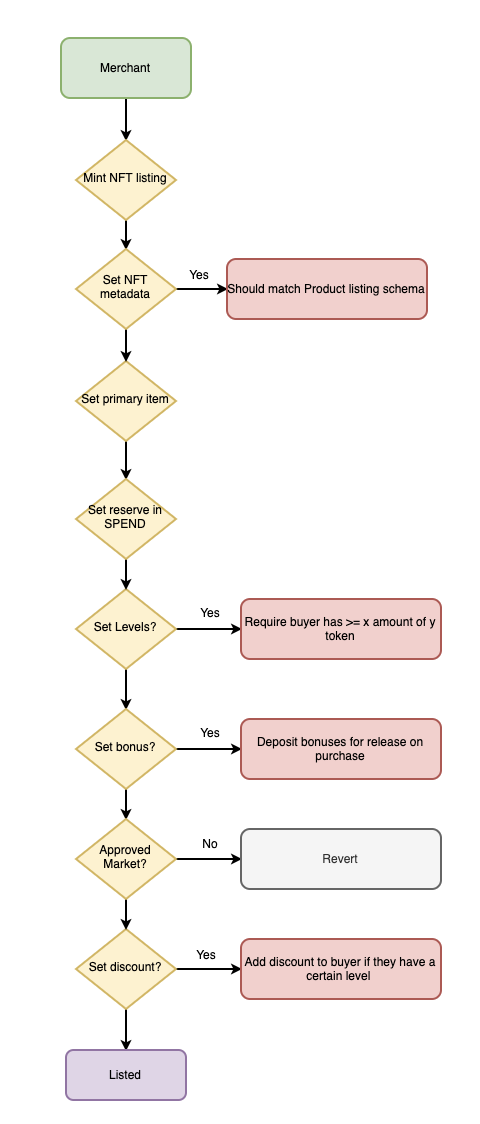 Merchant
Mint NFT listing
Set NFT
metadata
Yes
Should match Product listing schema
Set primary item
Set reserve in
SPEND
Set Levels?
Yes
Require buyer has >= x amount of y
token
Set bonus?
Yes
Deposit bonuses for release on
purchase
Approved
Market?
No
Revert
Set discount?
Yes
Add discount to buyer if they have a
certain level
Listed